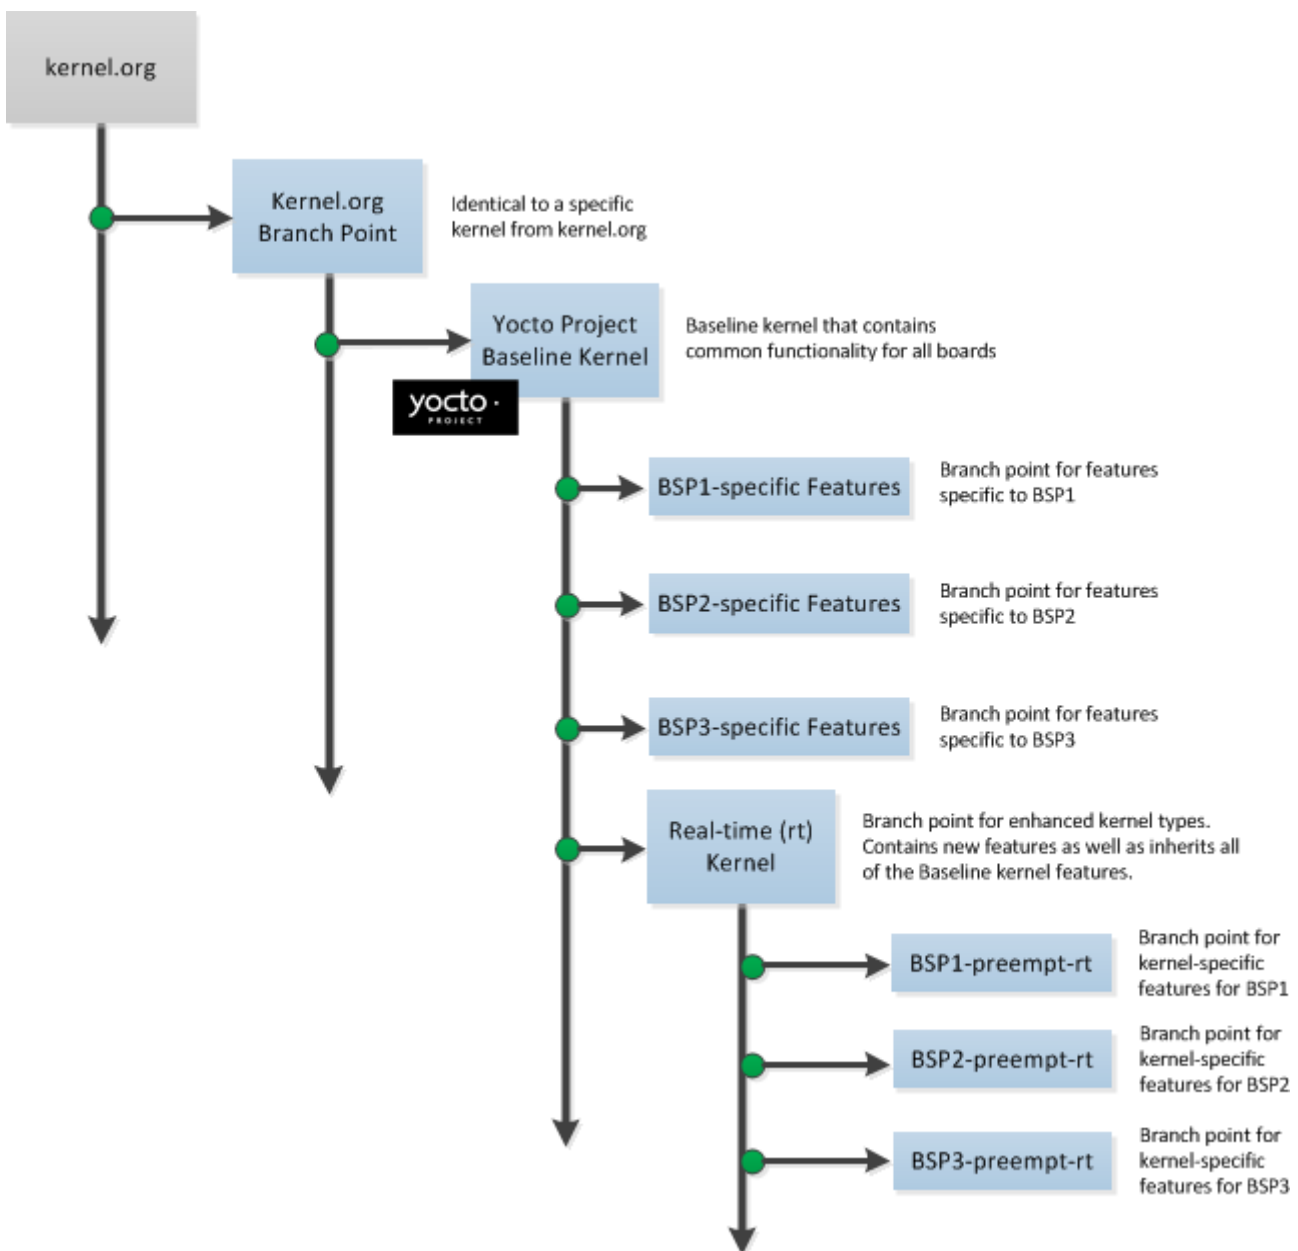 kernel.org
Kernel.org
Branch Point
Identical to a specific
kernel from kernel.org
Yocto Project
Baseline Kernel
Baseline kernel that contains
common functionality for all boards
yocto ·
PROJECT
BSP1-specific Features
Branch point for features
specific to BSP1
BSP2-specific Features
Branch point for features
specific to BSP2
BSP3-specific Features
Branch point for features
specific to BSP3
Real-time (rt)
Kernel
Branch point for enhanced kernel types.
Contains new features as well as inherits all
of the Baseline kernel features.
BSP1-preempt-rt
Branch point for
kernel-specific
features for BSP1
BSP2-preempt-rt
Branch point for
kernel-specific
features for BSP2
BSP3-preempt-rt
Branch point for
kernel-specific
features for BSP3